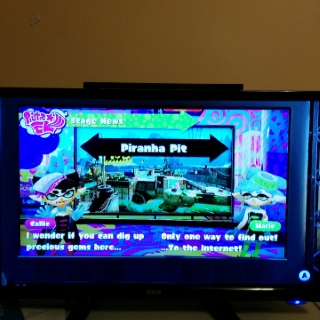 Stage News
Piranha Pit
Callie
I wonder if you can dig up
precious gems here...
Marie
Only one way to find out!
...To the Internet!
A